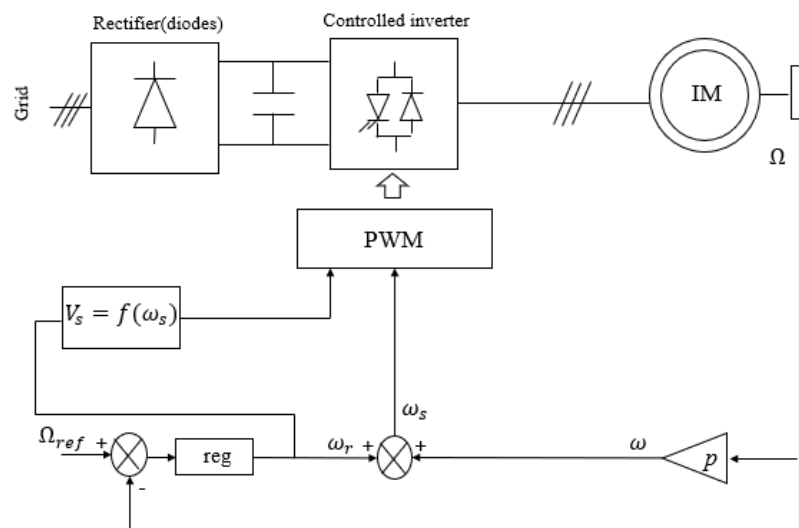 Rectifier(diodes)
Controlled inverter
Grid
IM
Ω
PWM
V_s = f(ω_s)
ω_s
Ω_ref
+
-
reg
ω_r
+
+
ω
p